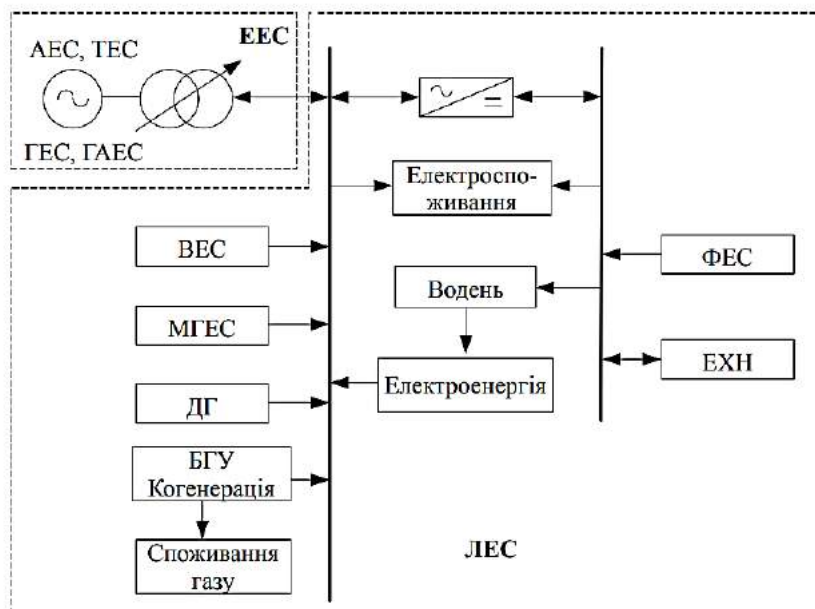 АЕС, ТЕС
ЕЕС
ГЕС, ГАЕС
Електроспо-
живання
ВЕС
ФЕС
Водень
МГЕС
ЕХН
Електроенергія
ДГ
БГУ
Когенерація
Споживання
газу
ЛЕС